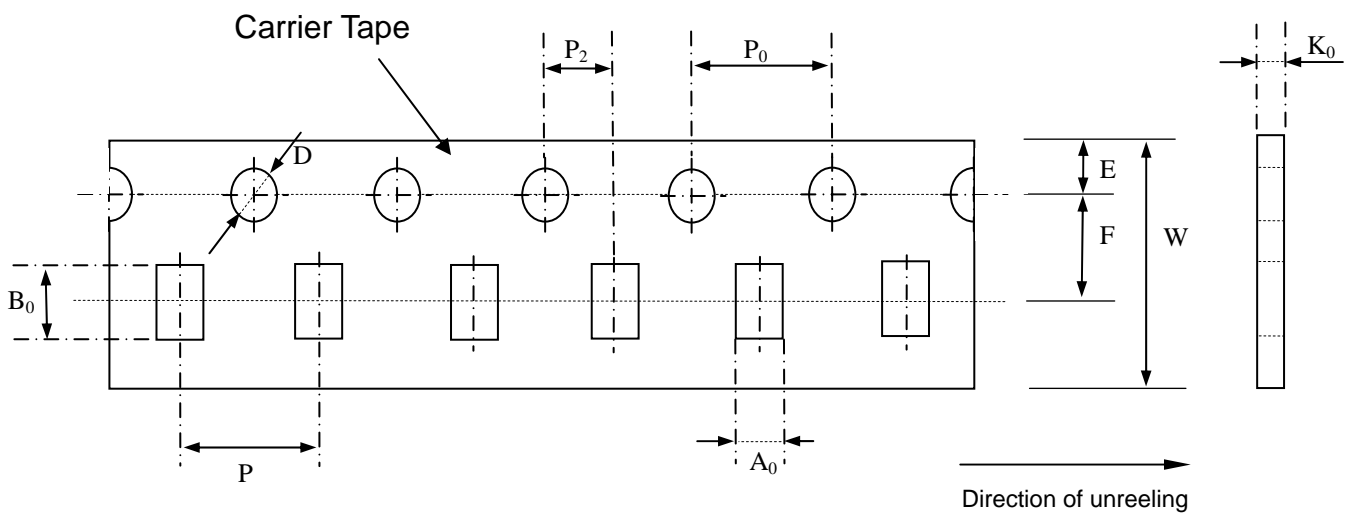 Carrier Tape
P₂
P₀
K₀
D
E
F
W
B₀
P
A₀
Direction of unreeling